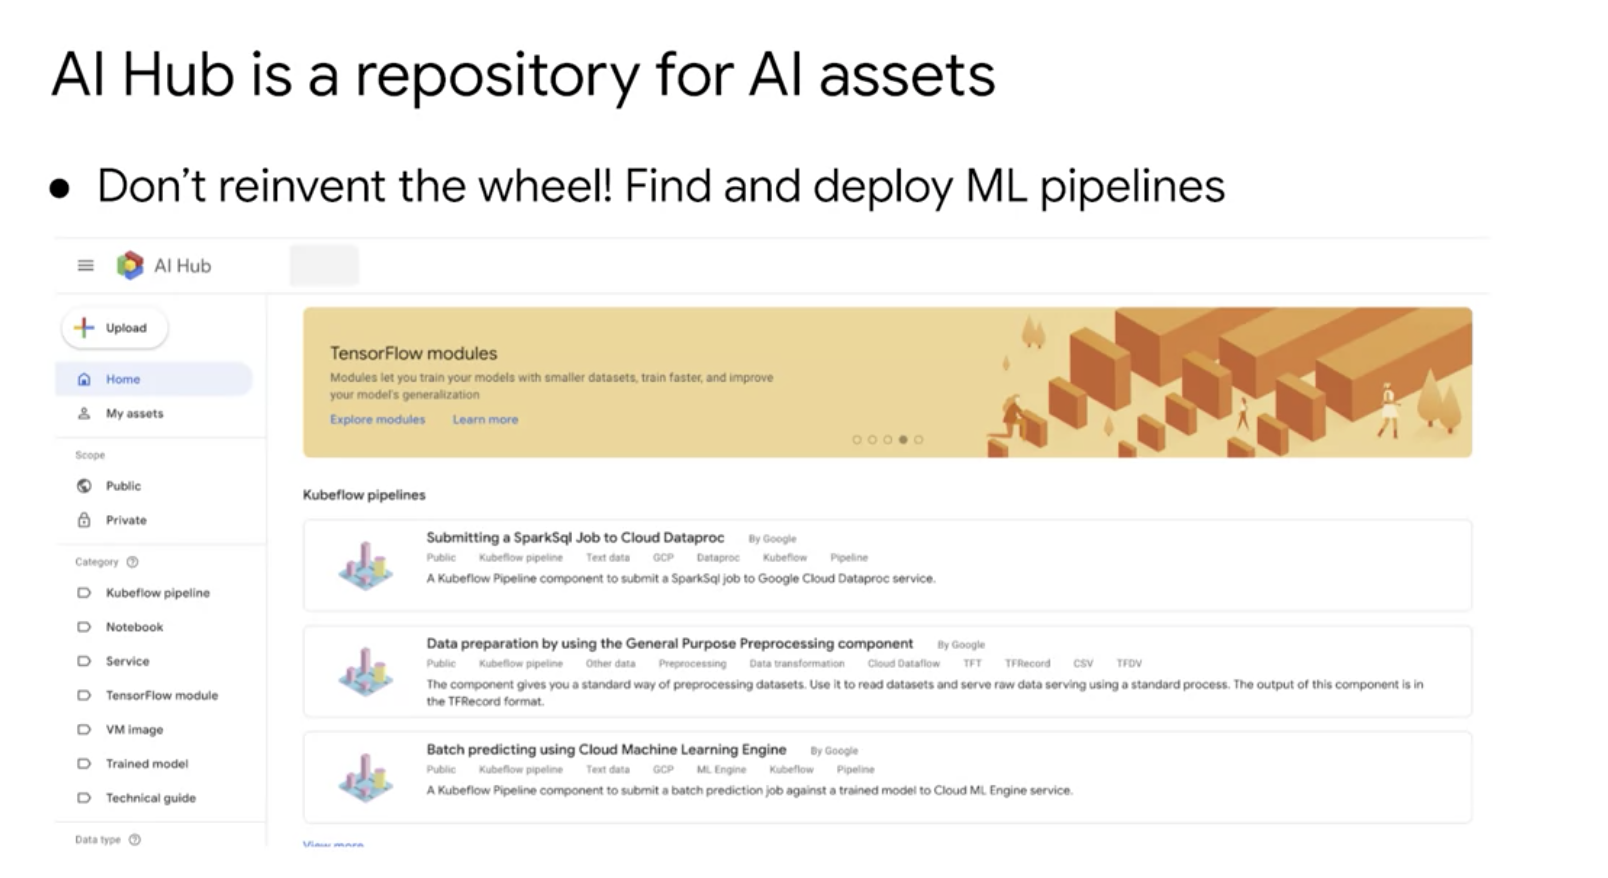 AI Hub is a repository for AI assets
● Don’t reinvent the wheel! Find and deploy ML pipelines
AI Hub
Upload
Home
My assets
Scope
Public
Private
Category
Kubeflow pipeline
Notebook
Service
TensorFlow module
VM image
Trained model
Technical guide
Data type
TensorFlow modules
Modules let you train your models with smaller datasets, train faster, and improve
your model's generalization
Explore modules Learn more
Kubeflow pipelines
Submitting a SparkSql Job to Cloud Dataproc By Google
Public Kubeflow pipeline Text data GCP Dataproc Kubeflow Pipeline
A Kubeflow Pipeline component to submit a SparkSql job to Google Cloud Dataproc service.
Data preparation by using the General Purpose Preprocessing component By Google
Public Kubeflow pipeline Other data Preprocessing Data transformation Cloud Dataflow TFT TFRecord CSV TFDV
The component gives you a standard way of preprocessing datasets. Use it to read datasets and serve raw data serving using a standard process. The output of this component is in
the TFRecord format.
Batch predicting using Cloud Machine Learning Engine By Google
Public Kubeflow pipeline Text data GCP ML Engine Kubeflow Pipeline
A Kubeflow Pipeline component to submit a batch prediction job against a trained model to Cloud ML Engine service.
View more